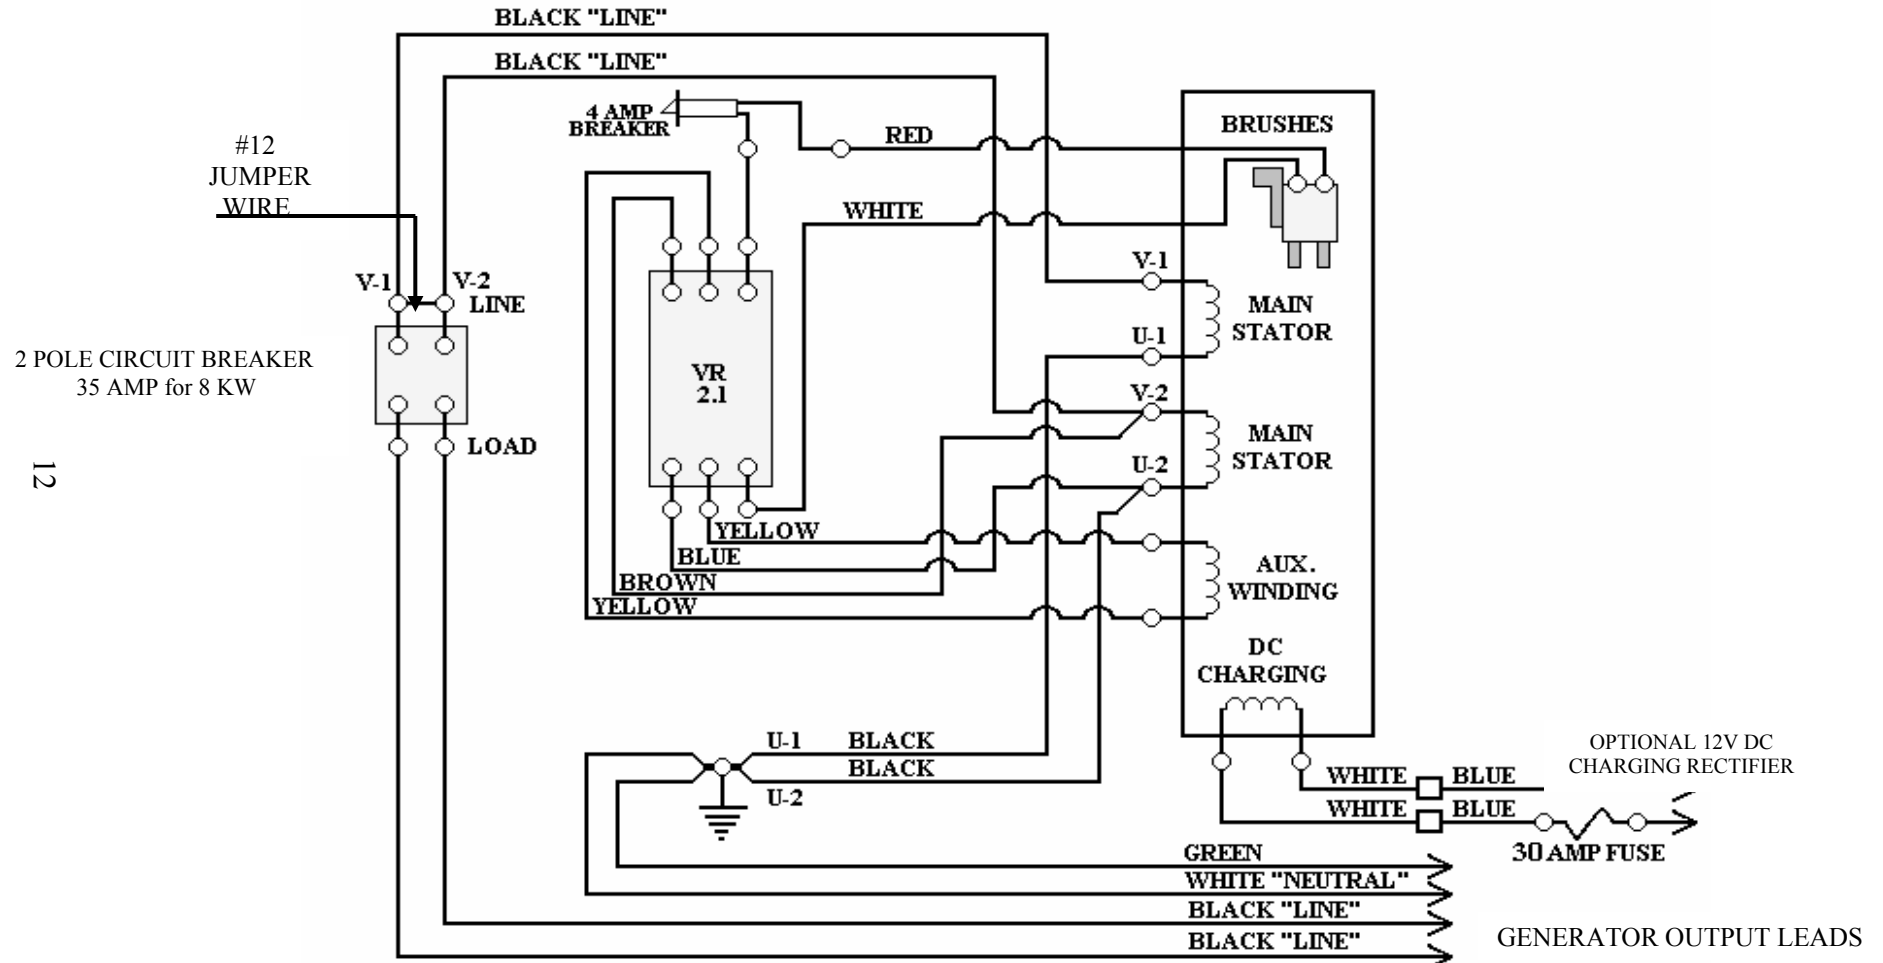 BLACK "LINE"
BLACK "LINE"
4 AMP
BREAKER
RED
BRUSHES
#12
JUMPER
WIRE
WHITE
V-1
V-2
LINE
V-1
MAIN
STATOR
U-1
2 POLE CIRCUIT BREAKER
35 AMP for 8 KW
VR
2.1
V-2
MAIN
STATOR
U-2
LOAD
12
YELLOW
BLUE
BROWN
YELLOW
AUX.
WINDING
DC
CHARGING
U-1
BLACK
BLACK
U-2
OPTIONAL 12V DC
CHARGING RECTIFIER
WHITE
BLUE
WHITE
BLUE
30 AMP FUSE
GREEN
WHITE "NEUTRAL"
BLACK "LINE"
BLACK "LINE"
GENERATOR OUTPUT LEADS